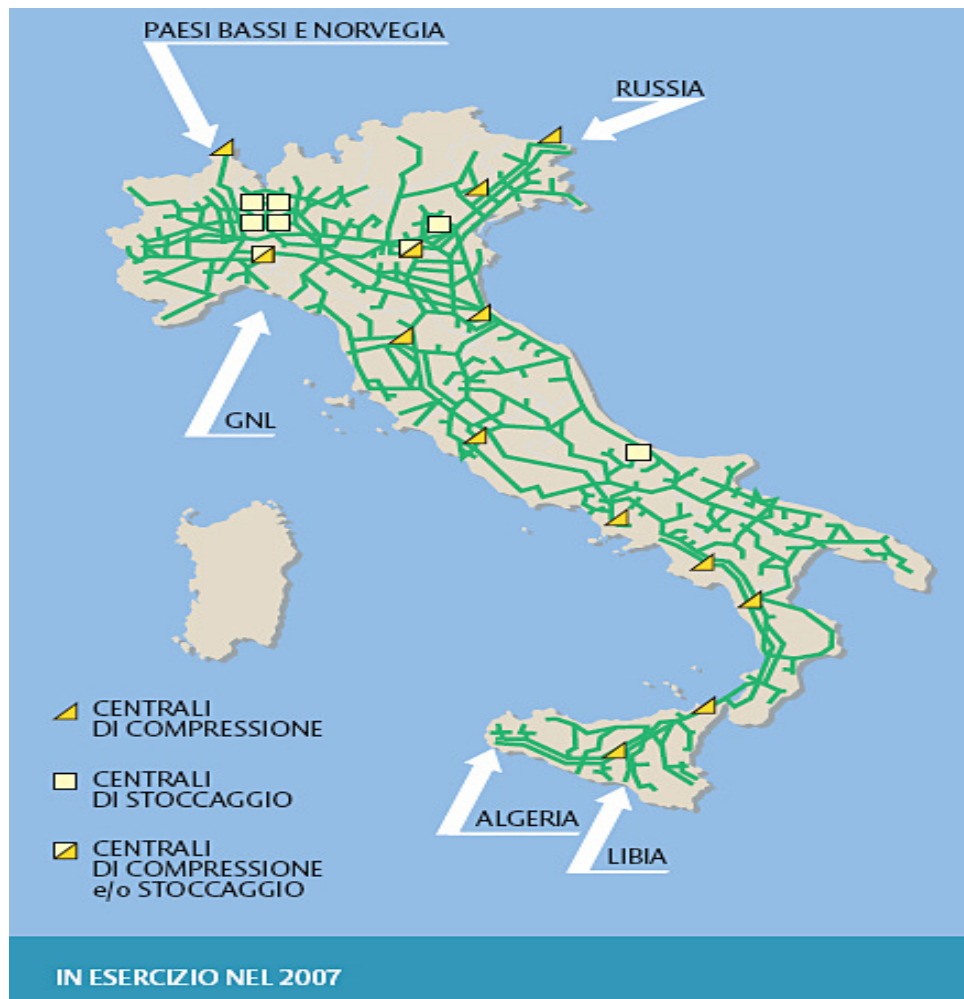 PAESI BASSI E NORVEGIA
RUSSIA
GNL
CENTRALI
DI COMPRESSIONE
CENTRALI
DI STOCCAGGIO
CENTRALI
DI COMPRESSIONE
e/o STOCCAGGIO
ALGERIA
LIBIA
IN ESERCIZIO NEL 2007